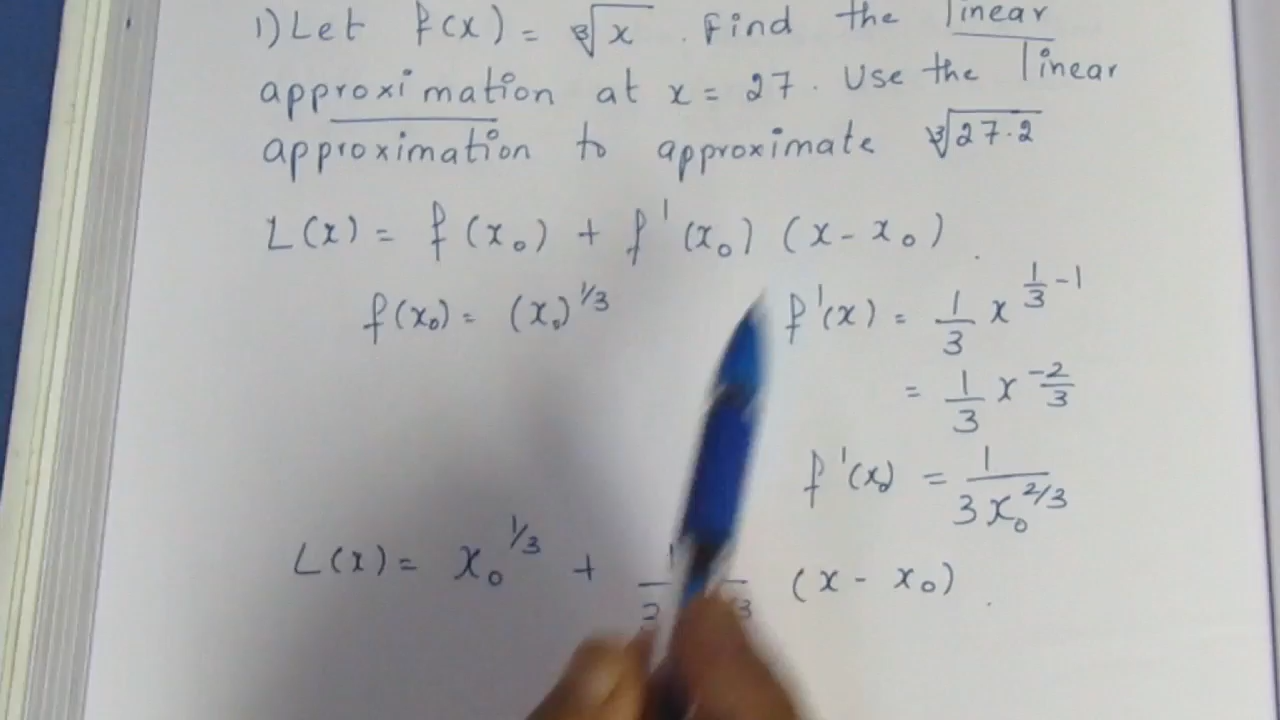 1) Let f(x) = ∛x . Find the linear
approximation at x = 27. Use the linear
approximation to approximate ∛27.2
L(x) = f(x₀) + f'(x₀) (x - x₀).
f(x₀) = (x₀)^1/3
f'(x) = 1/3 x^(1/3 - 1)
= 1/3 x^(-2/3)
f'(x₀) = 1/(3x₀^2/3)
L(x) = x₀^1/3 + (x - x₀).